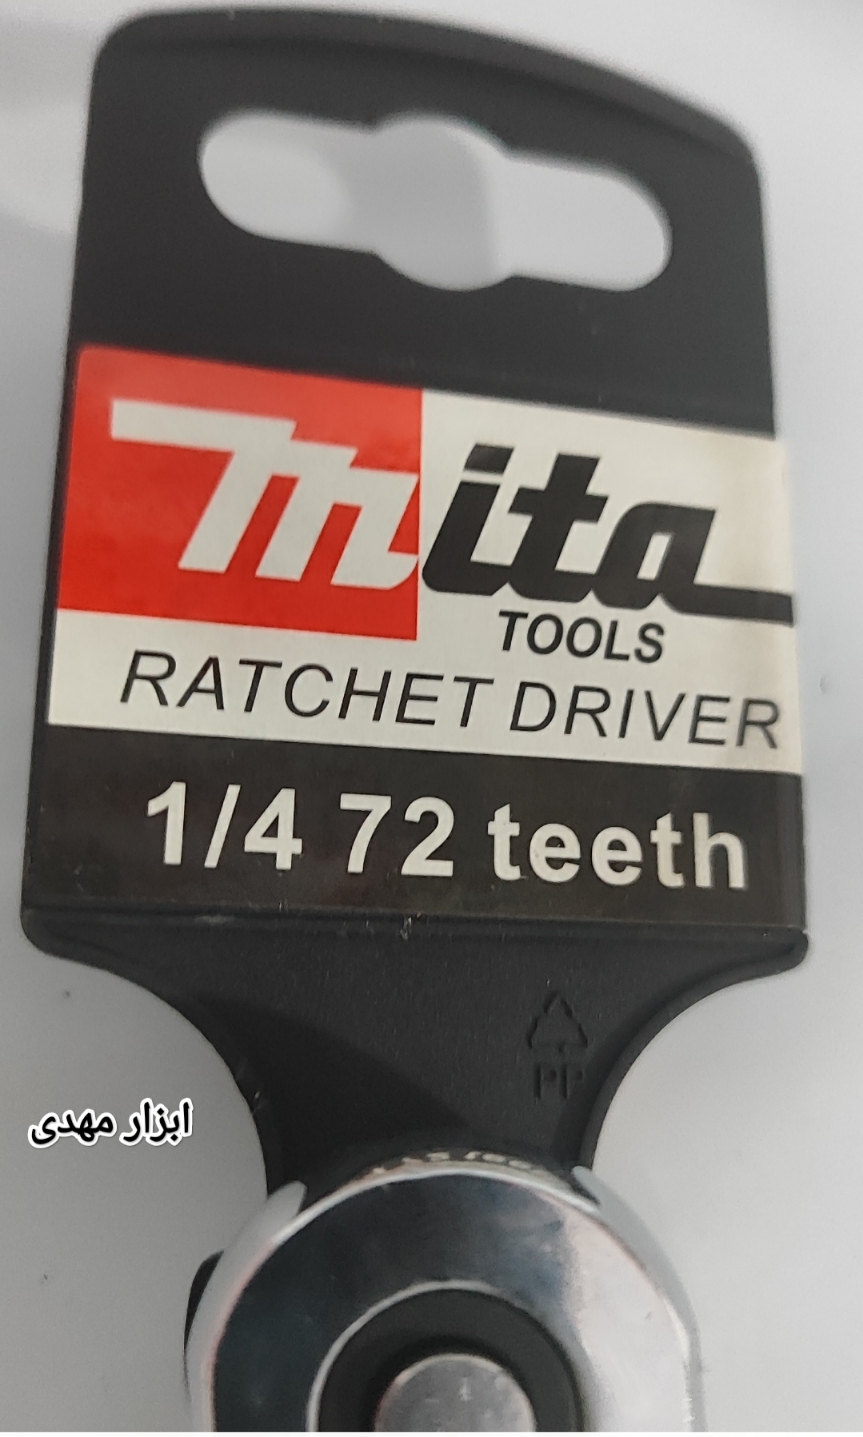 mita
TOOLS
RATCHET DRIVER
1/4 72 teeth
PP
ابزار مهدی